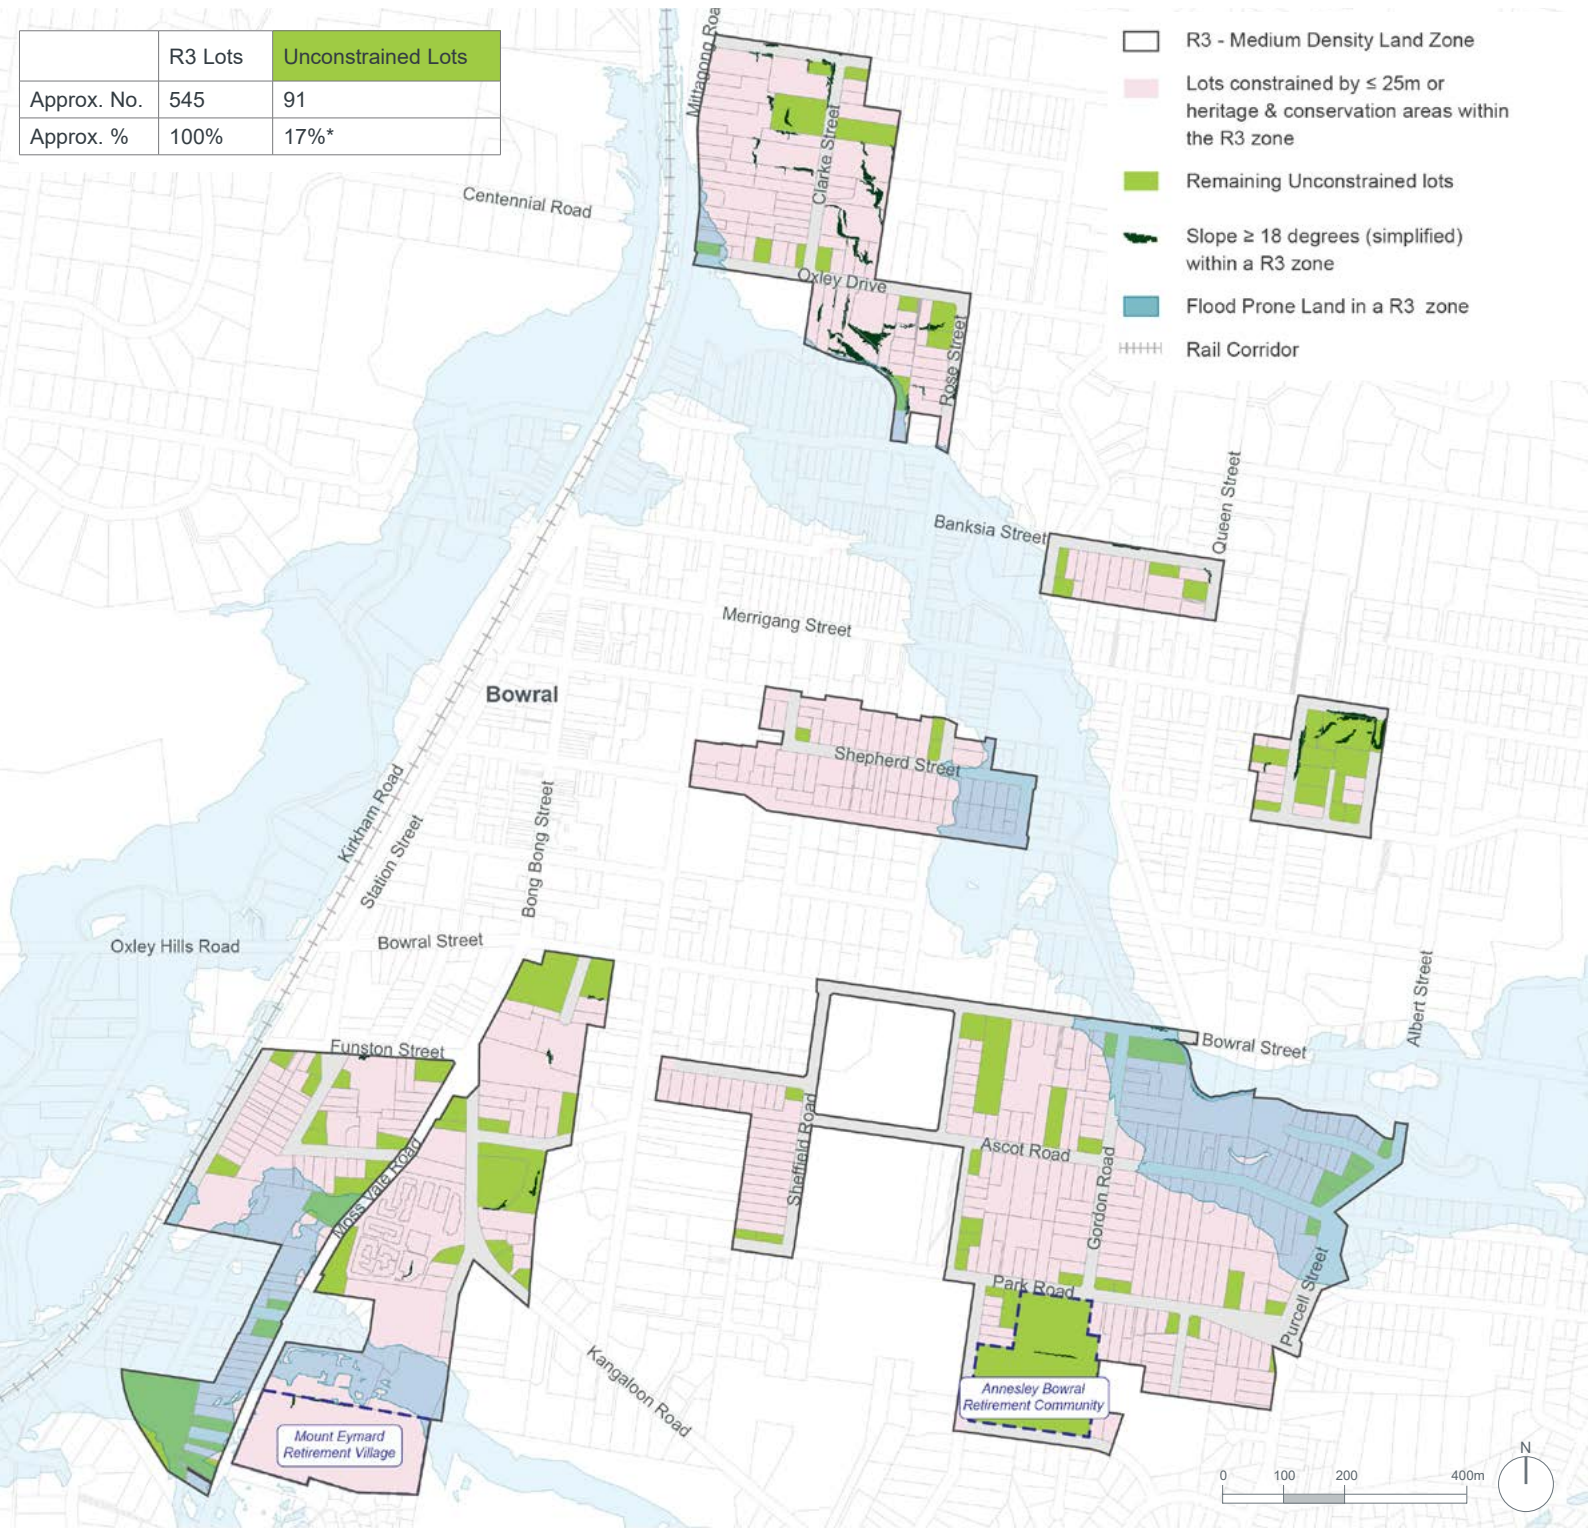 R3 Lots Unconstrained Lots
Approx. No. 545 91
Approx. % 100% 17%*
R3 - Medium Density Land Zone
Lots constrained by ≤ 25m or
heritage & conservation areas within
the R3 zone
Remaining Unconstrained lots
Slope ≥ 18 degrees (simplified)
within a R3 zone
Flood Prone Land in a R3 zone
Rail Corridor
Mittagong Roa
Clarke Street
Centennial Road
Oxley Drive
Rose Street
Queen Street
Banksia Street
Merrigang Street
Bowral
Shepherd Street
Kirkham Road
Station Street
Bong Bong Street
Oxley Hills Road
Bowral Street
Albert Street
Funston Street
Bowral Street
Sheffield Road
Ascot Road
Gordon Road
Moss Vale Road
Park Road
Purcell Street
Kangaloon Road
Annesley Bowral
Retirement Community
Mount Eymard
Retirement Village
N
0 100 200 400m